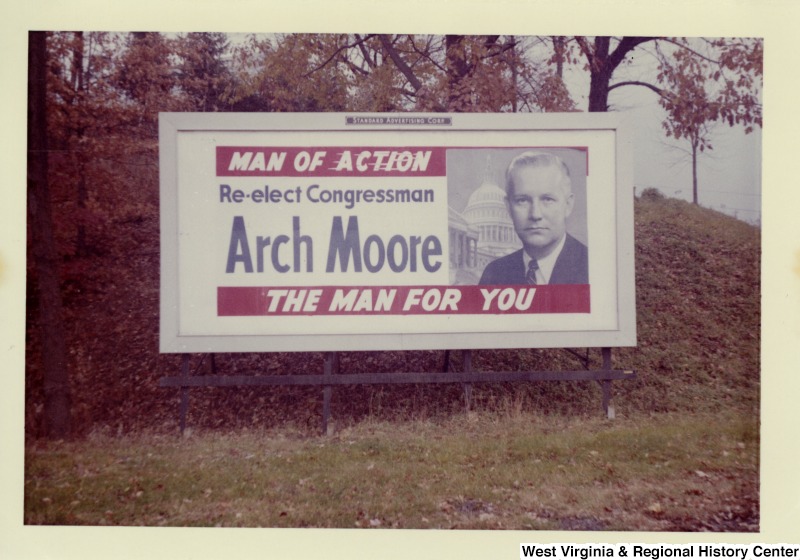 STANDARD ADVERTISING CORP
MAN OF ACTION
Re-elect Congressman
Arch Moore
THE MAN FOR YOU
West Virginia & Regional History Center